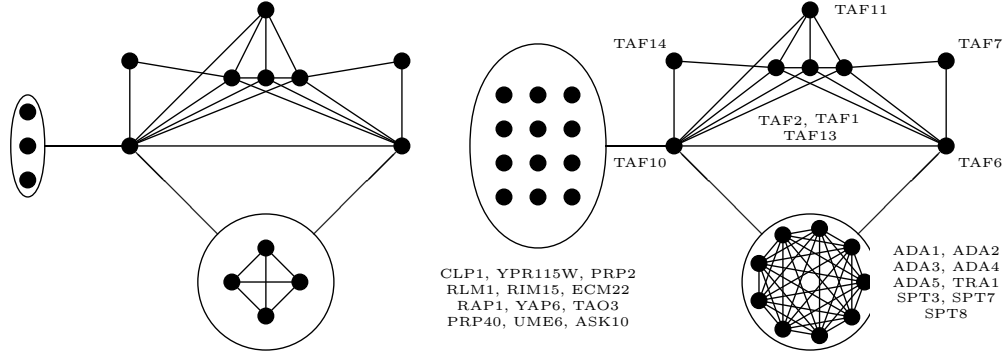 TAF11
TAF14
TAF7
TAF2, TAF1
TAF13
TAF10
TAF6
CLP1, YPR115W, PRP2
RLM1, RIM15, ECM22
RAP1, YAP6, TAO3
PRP40, UME6, ASK10
ADA1, ADA2
ADA3, ADA4
ADA5, TRA1
SPT3, SPT7
SPT8